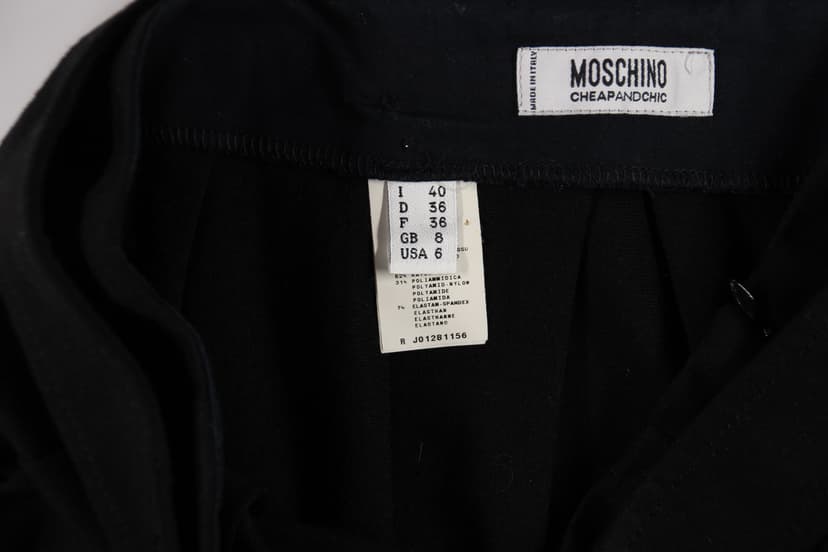 MADE IN ITALY
MOSCHINO
CHEAPANDCHIC
I 40
D 36
F 36
GB 8
USA 6
31% POLIAMMIDICA
POLYAMID-NYLON
POLYAMIDE
POLIAMIDA
7% ELASTAN-SPANDEX
ELASTHAN
ELASTHANNE
ELASTANO
R J01281156